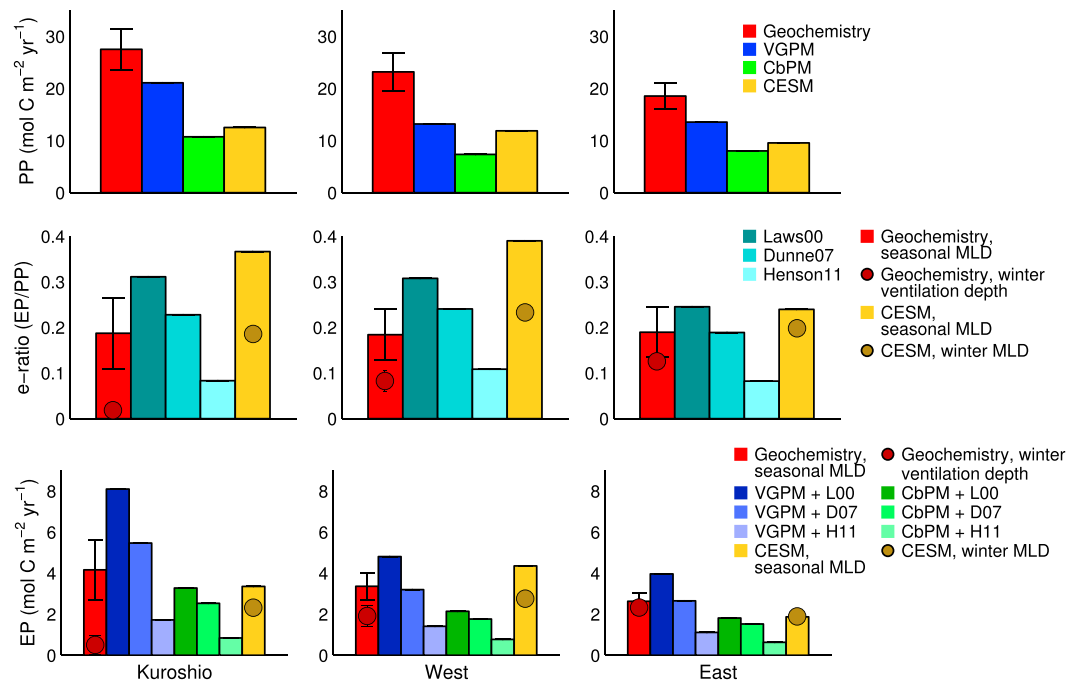 PP (mol C m⁻² yr⁻¹)
30
20
10
0
30
20
10
0
30
20
10
0
Geochemistry
VGPM
CbPM
CESM
e−ratio (EP/PP)
0.4
0.3
0.2
0.1
0
0.4
0.3
0.2
0.1
0
0.4
0.3
0.2
0.1
0
Laws00
Dunne07
Henson11
Geochemistry,
seasonal MLD
Geochemistry, winter
ventilation depth
CESM,
seasonal MLD
CESM, winter MLD
EP (mol C m⁻² yr⁻¹)
8
6
4
2
0
8
6
4
2
0
8
6
4
2
0
Geochemistry,
seasonal MLD
VGPM + L00
VGPM + D07
VGPM + H11
CESM,
seasonal MLD
Geochemistry, winter
ventilation depth
CbPM + L00
CbPM + D07
CbPM + H11
CESM, winter MLD
Kuroshio
West
East